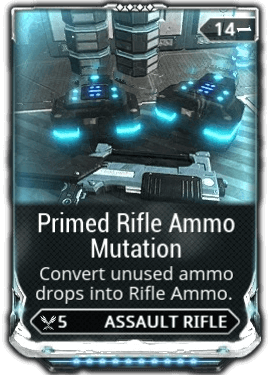 14
Primed Rifle Ammo
Mutation
Convert unused ammo
drops into Rifle Ammo.
5 ASSAULT RIFLE